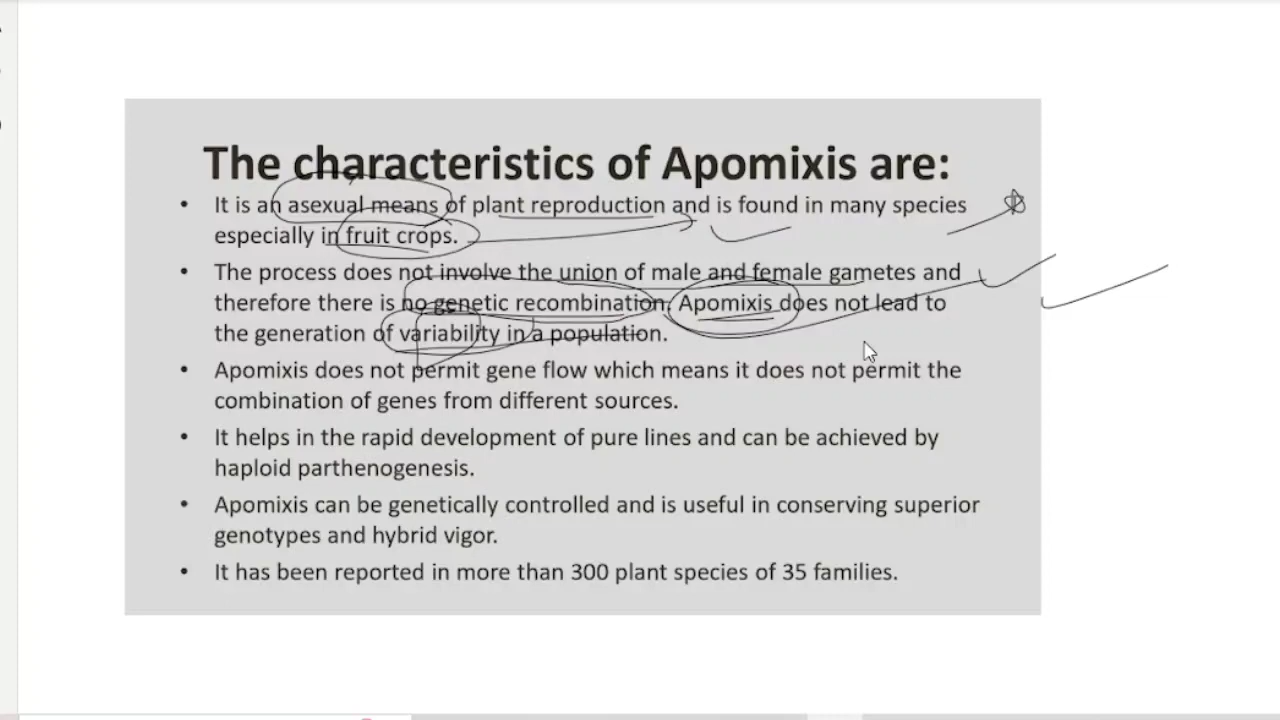 The characteristics of Apomixis are:
• It is an asexual means of plant reproduction and is found in many species
especially in fruit crops.
• The process does not involve the union of male and female gametes and
therefore there is no genetic recombination. Apomixis does not lead to
the generation of variability in a population.
• Apomixis does not permit gene flow which means it does not permit the
combination of genes from different sources.
• It helps in the rapid development of pure lines and can be achieved by
haploid parthenogenesis.
• Apomixis can be genetically controlled and is useful in conserving superior
genotypes and hybrid vigor.
• It has been reported in more than 300 plant species of 35 families.